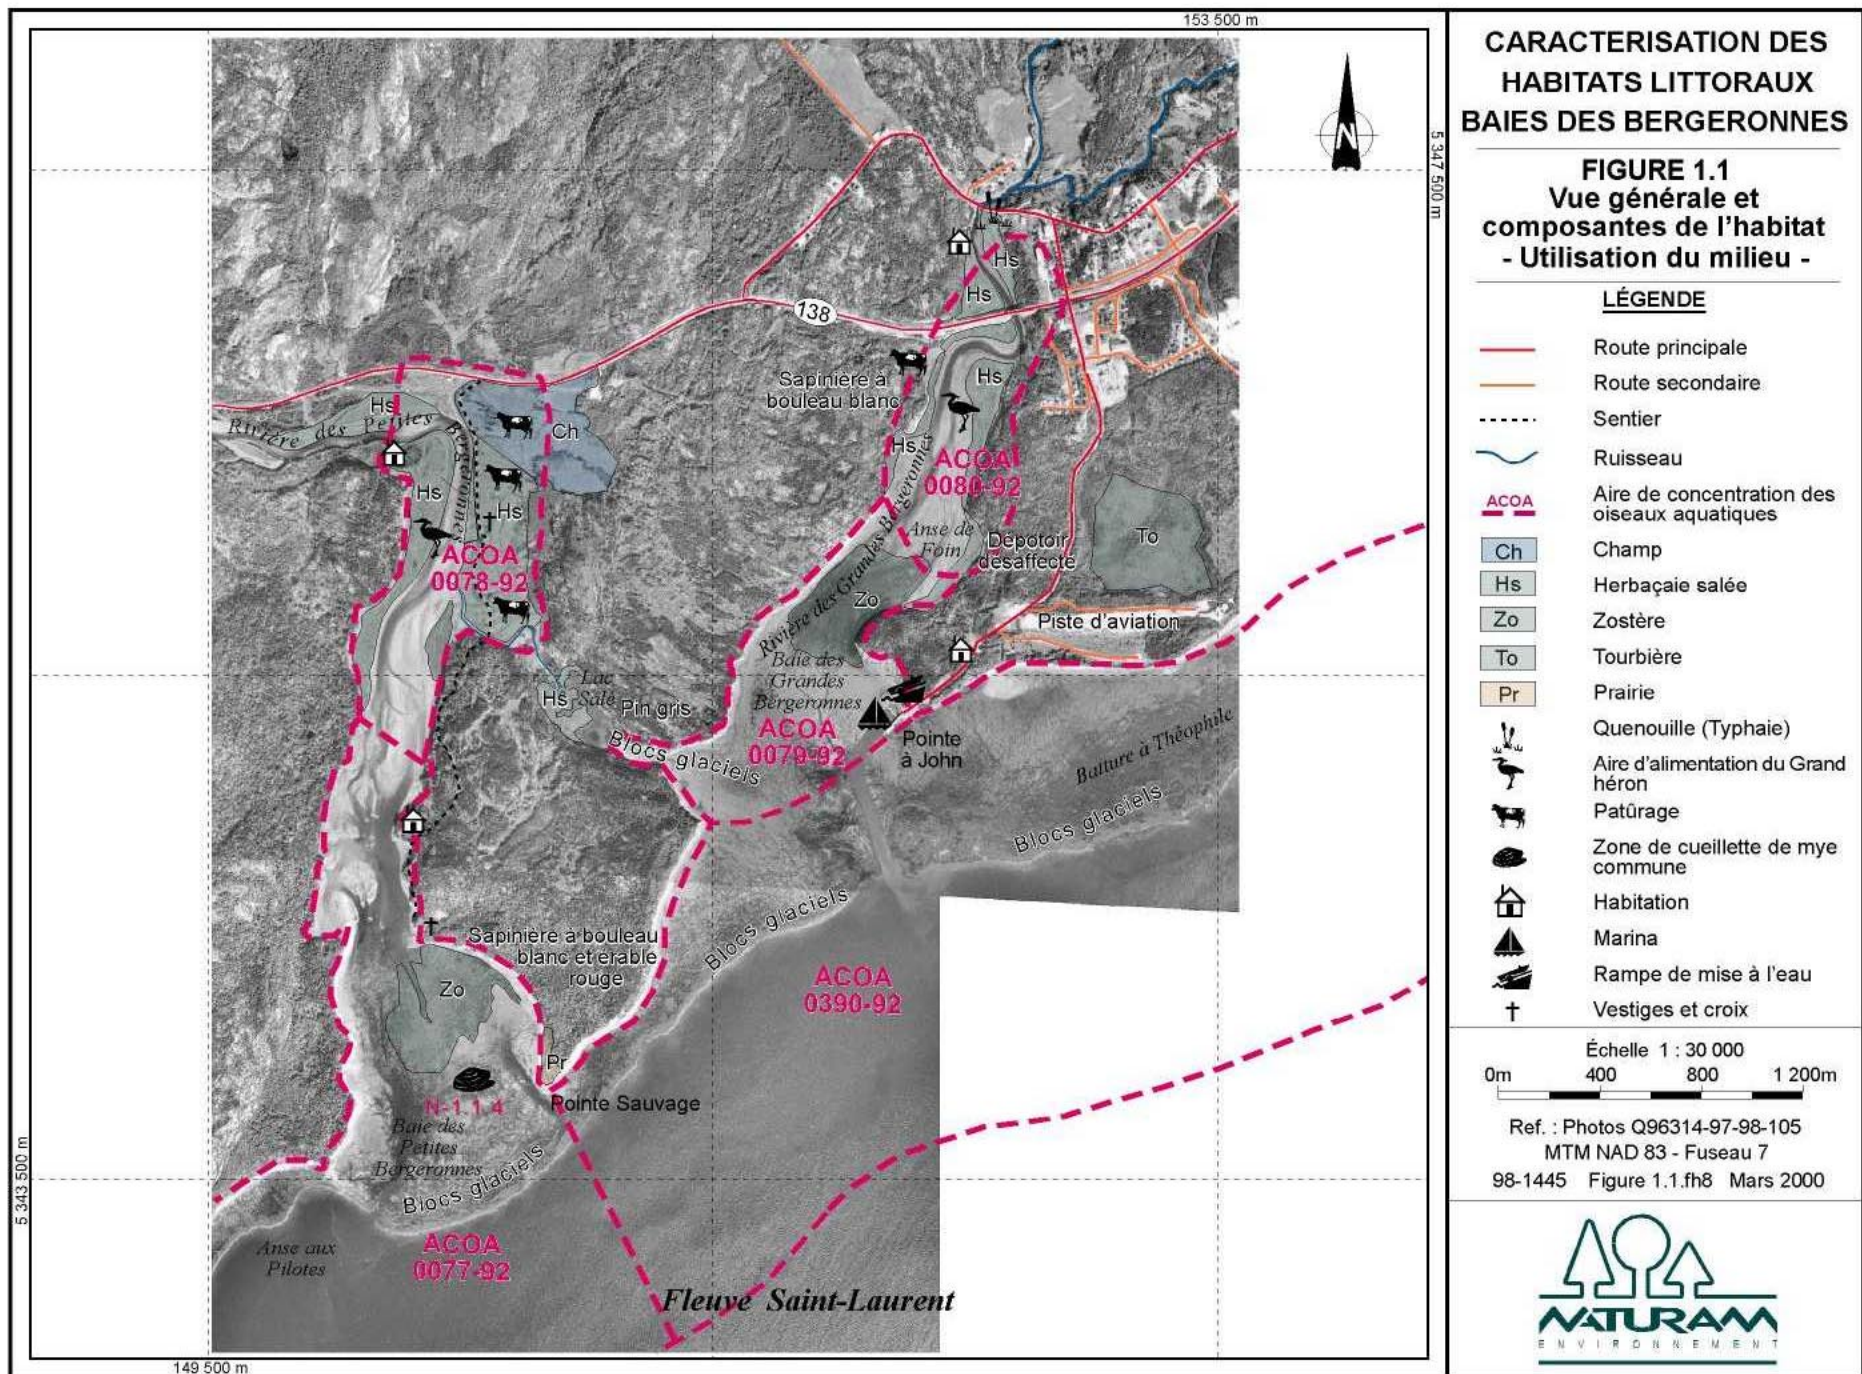 153 500 m
5 347 500 m
138
Hs
Hs
Sapinière à
bouleau blanc
Hs
Hs
ACOA
0080-92
Anse de
Foin
Dépotoir
désaffecté
To
Zo
Rivière des Grandes Bergeronnes
Piste d'aviation
Baie des
Grandes
Bergeronnes
ACOA
0079-92
Pointe
à John
Batture à Théophile
Blocs glaciels
Hs
Rivière des Petites Bergeronnes
Ch
Hs
Hs
ACOA
0078-92
Lac
Salé
Hs
Pin gris
Blocs glaciels
Blocs glaciels
Sapinière a bouleau
blanc et érable
rouge
ACOA
0390-92
Zo
Pr
N-1.1.4
Pointe Sauvage
Baie des
Petites
Bergeronnes
Blocs glaciels
Anse aux
Pilotes
ACOA
0077-92
Fleuve Saint-Laurent
5 343 500 m
149 500 m
CARACTERISATION DES
HABITATS LITTORAUX
BAIES DES BERGERONNES
FIGURE 1.1
Vue générale et
composantes de l'habitat
- Utilisation du milieu -
LÉGENDE
Route principale
Route secondaire
Sentier
Ruisseau
ACOA Aire de concentration des
oiseaux aquatiques
Ch Champ
Hs Herbaçaie salée
Zo Zostère
To Tourbière
Pr Prairie
Quenouille (Typhaie)
Aire d'alimentation du Grand
héron
Patûrage
Zone de cueillette de mye
commune
Habitation
Marina
Rampe de mise à l'eau
Vestiges et croix
N
Échelle 1 : 30 000
0m 400 800 1 200m
Ref. : Photos Q96314-97-98-105
MTM NAD 83 - Fuseau 7
98-1445 Figure 1.1.fh8 Mars 2000
NATURAM
ENVIRONNEMENT